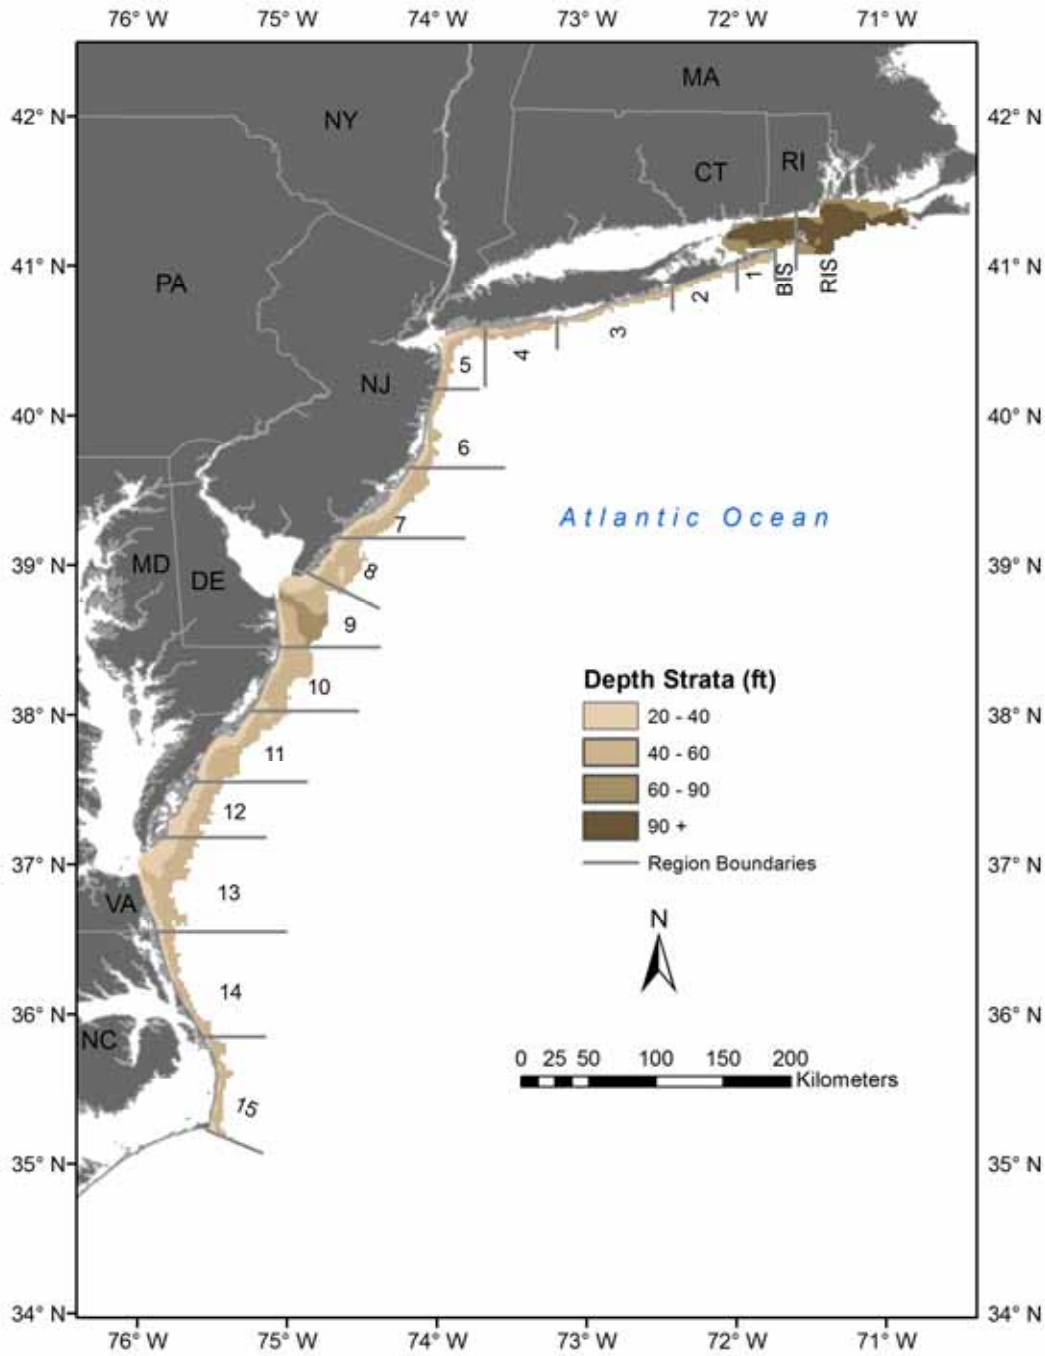 76° W 75° W 74° W 73° W 72° W 71° W
MA
42° N NY 42° N
CT RI
41° N PA 1 BIS RIS 41° N
2
3
4
5
NJ
40° N 40° N
6
Atlantic Ocean
7
39° N MD DE 8 39° N
9
10
Depth Strata (ft)
38° N 20 - 40 38° N
11 40 - 60
60 - 90
12
90 +
37° N Region Boundaries 37° N
13
VA N
14
36° N 36° N
NC
0 25 50 100 150 200
Kilometers
15
35° N 35° N
34° N 34° N
76° W 75° W 74° W 73° W 72° W 71° W